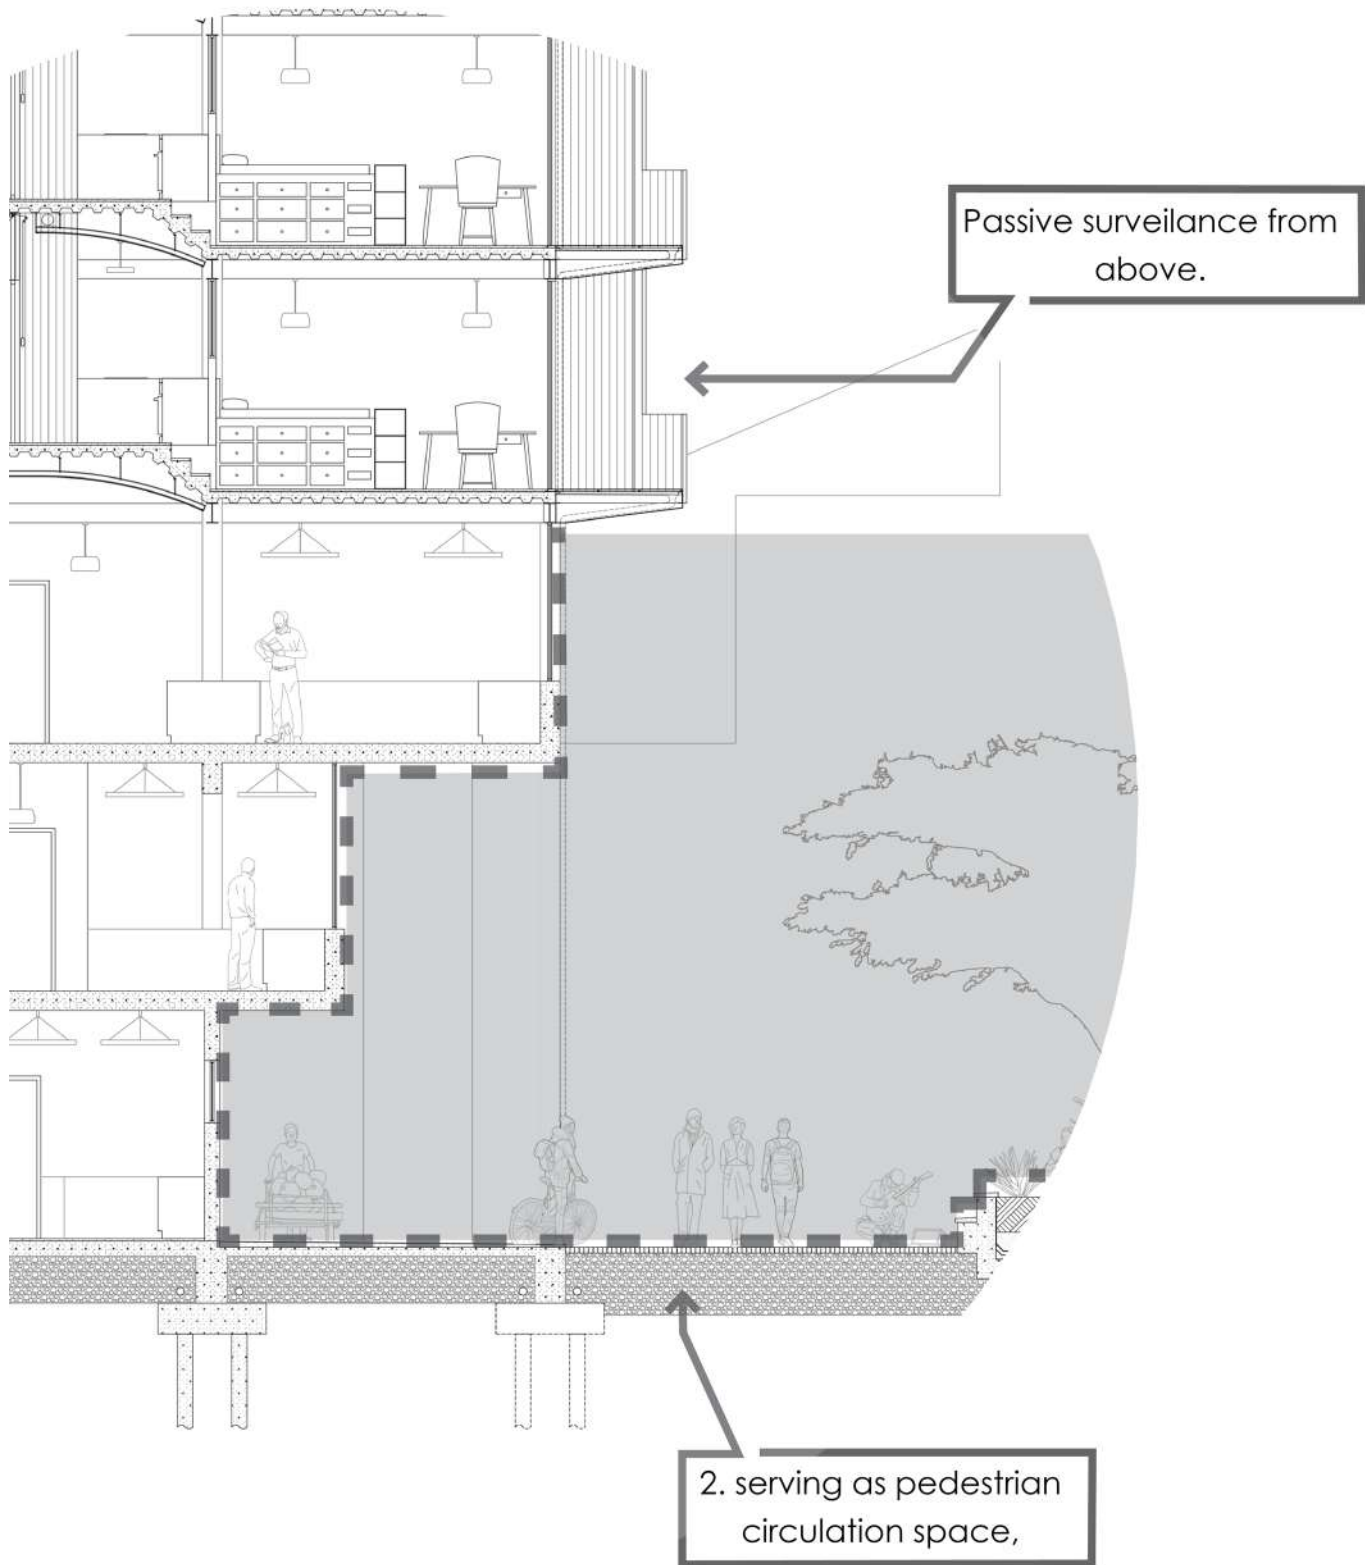 Passive surveilance from
above.
2. serving as pedestrian
circulation space,